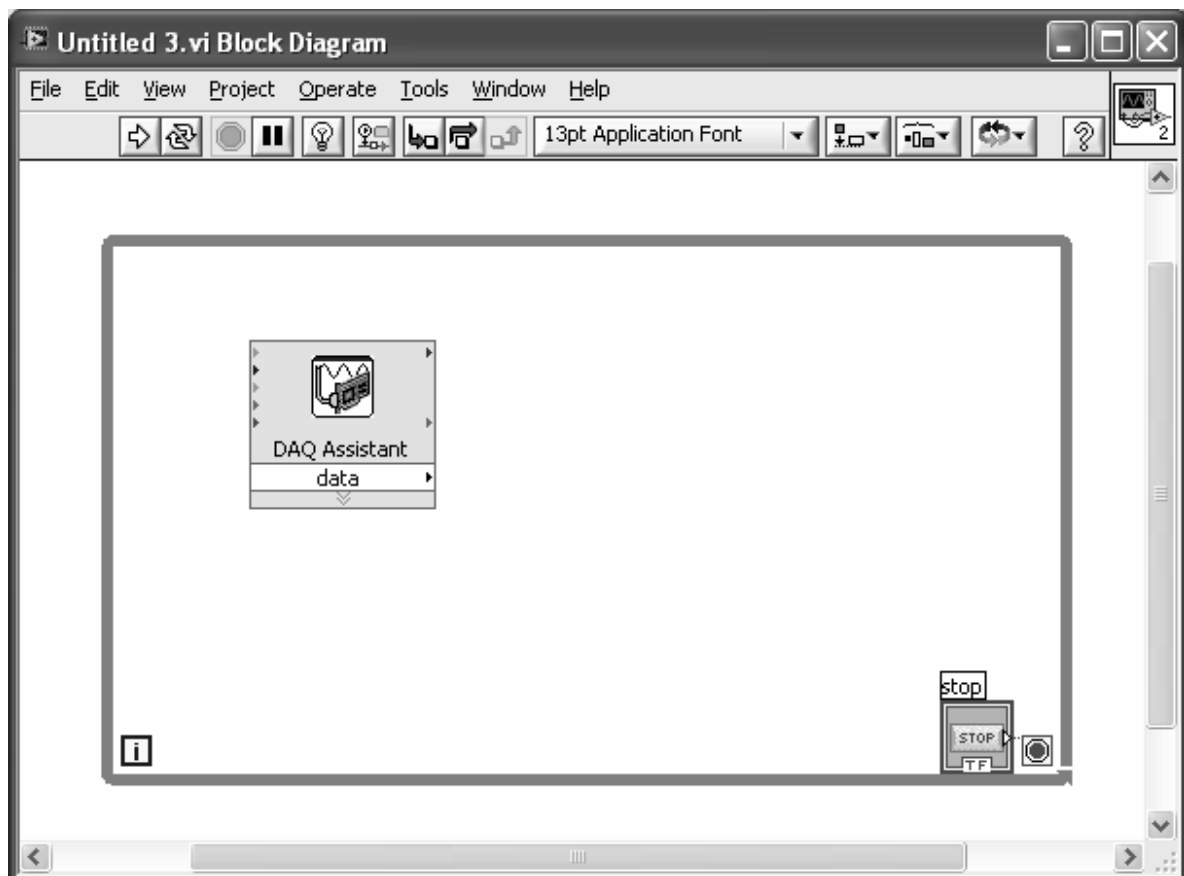 Untitled 3.vi Block Diagram
File Edit View Project Operate Tools Window Help
13pt Application Font
2
DAQ Assistant
data
stop
STOP
TF
i